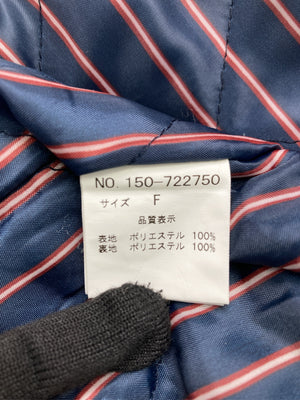 NO. 150-722750
サイズ F
品質表示
表地 ポリエステル 100%
裏地 ポリエステル 100%